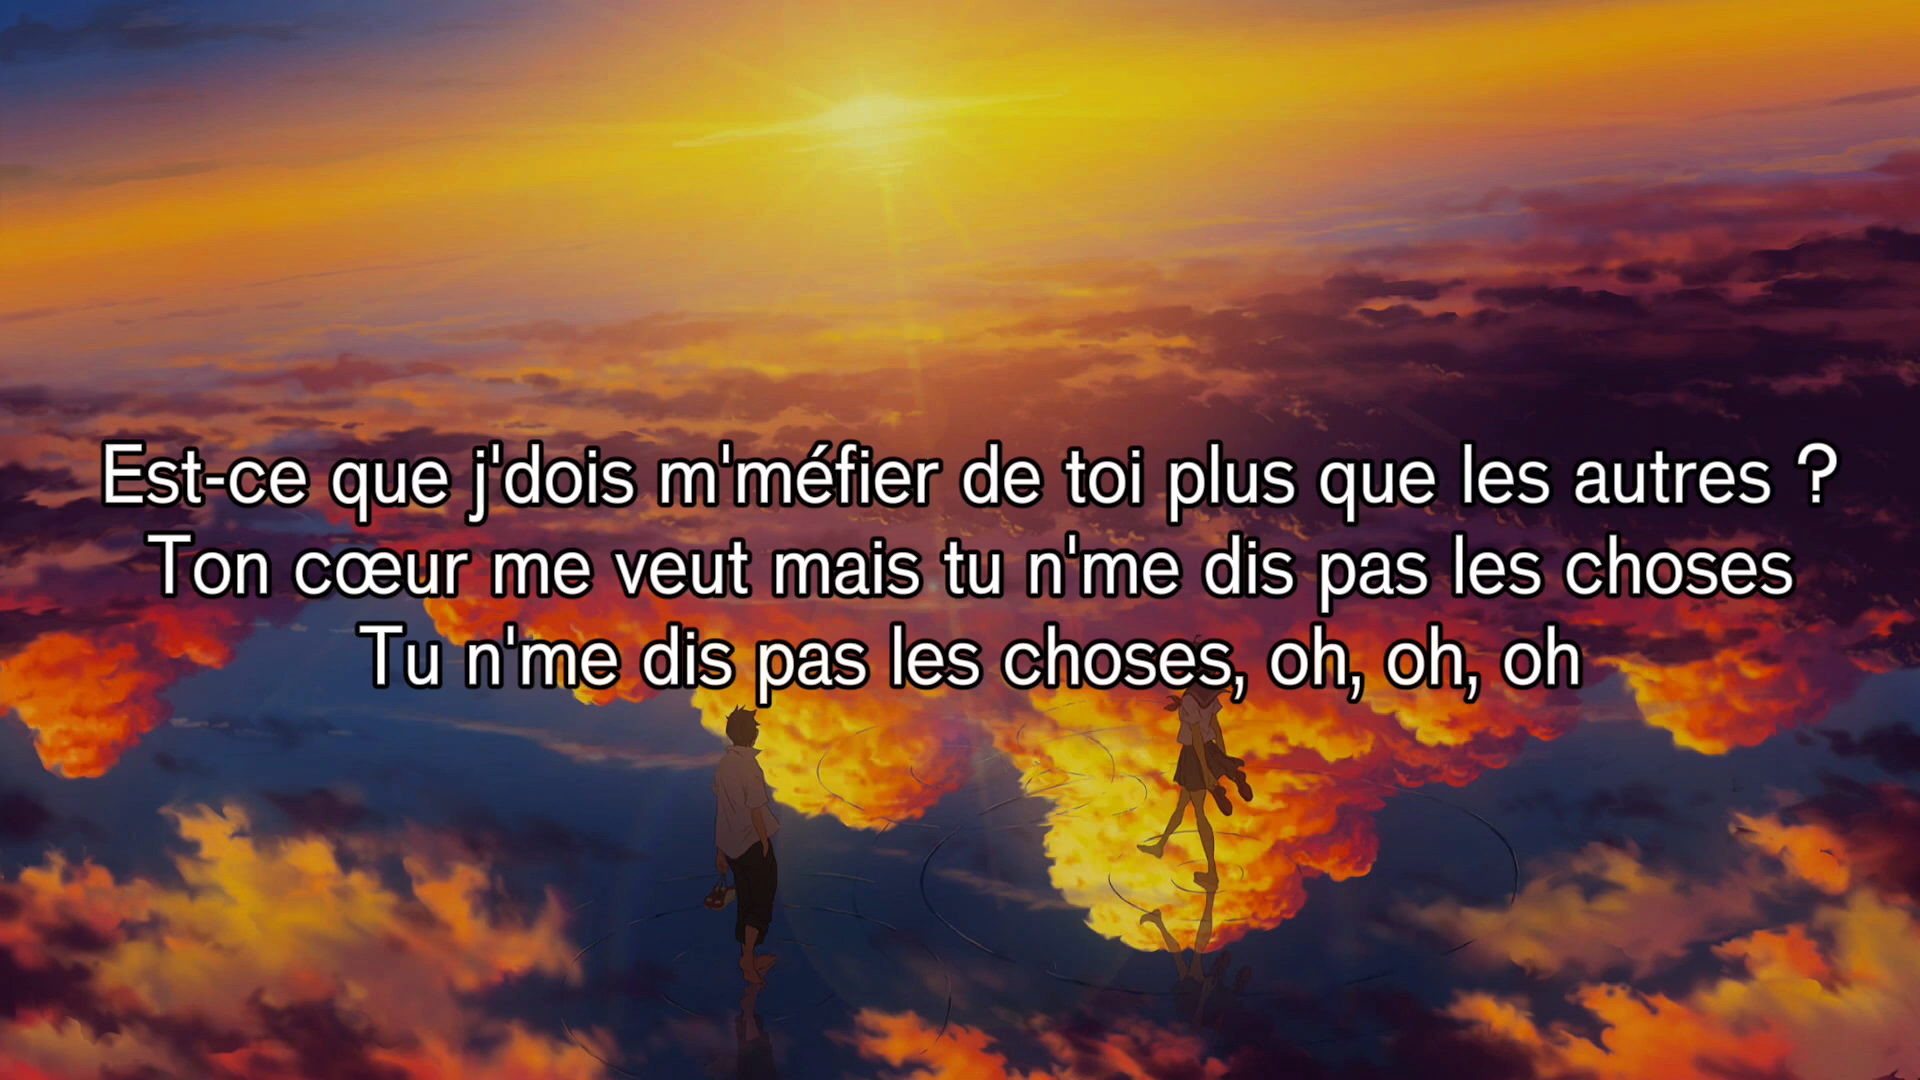 Est-ce que j'dois m'méfier de toi plus que les autres ?
Ton cœur me veut mais tu n'me dis pas les choses
Tu n'me dis pas les choses, oh, oh, oh